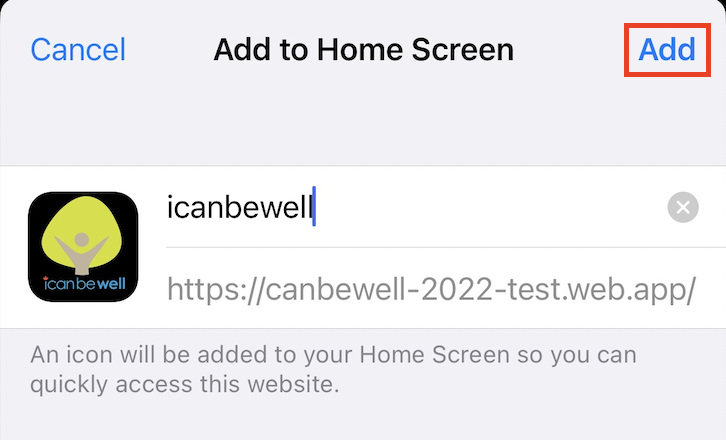 Cancel Add to Home Screen Add
icanbewell
icanbewell
https://canbewell-2022-test.web.app/
An icon will be added to your Home Screen so you can
quickly access this website.